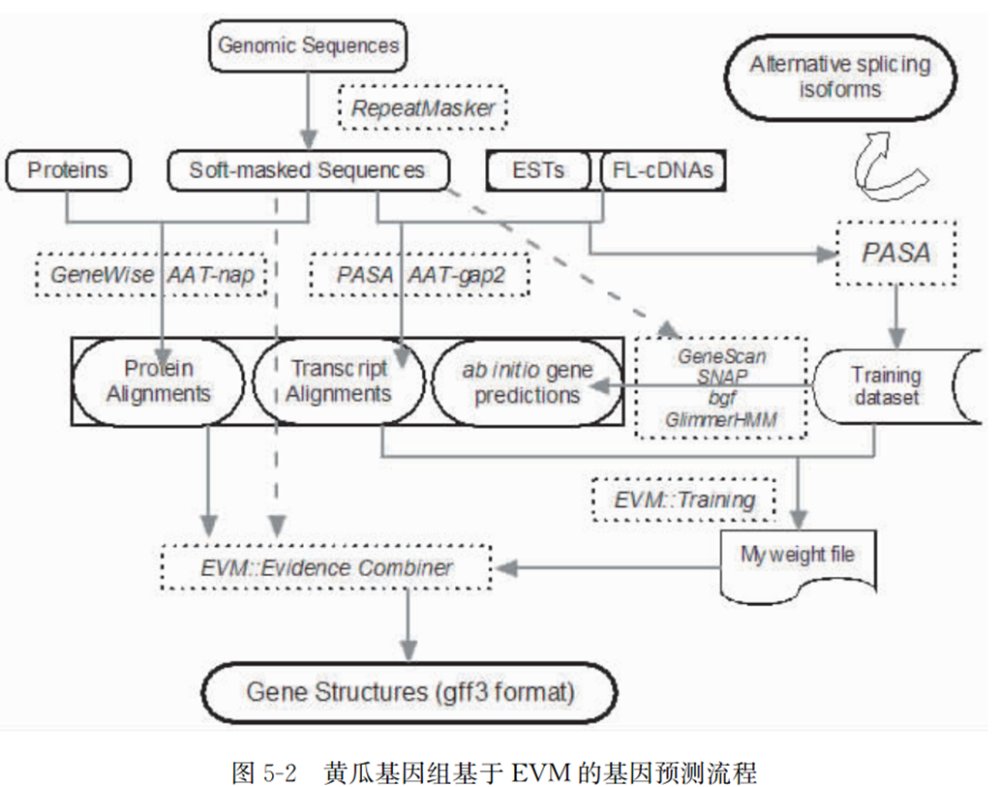 Genomic Sequences
Alternative splicing
isoforms
RepeatMasker
Proteins
Soft-masked Sequences
ESTs
FL-cDNAs
PASA
GeneWise AAT-nap
PASA AAT-gap2
Protein
Alignments
Transcript
Alignments
ab initio gene
predictions
GeneScan
SNAP
bgf
GlimmerHMM
Training
dataset
EVM::Training
EVM::Evidence Combiner
My weight file
Gene Structures (gff3 format)
图 5-2 黄瓜基因组基于 EVM 的基因预测流程